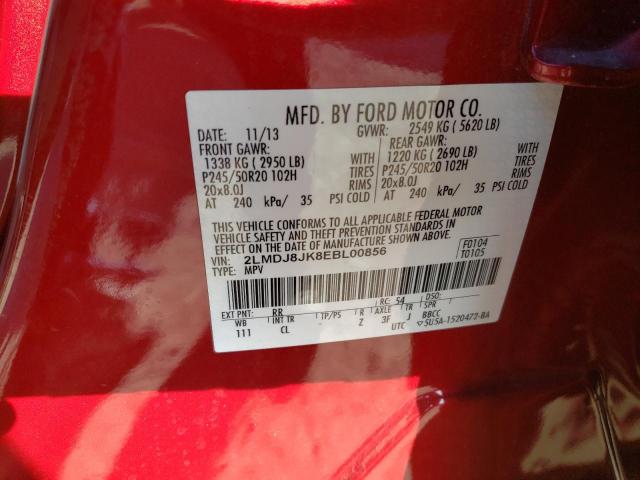 MFD. BY FORD MOTOR CO.
DATE: 11/13 GVWR: 2549 KG ( 5620 LB)
FRONT GAWR: REAR GAWR:
1338 KG ( 2950 LB) 1220 KG ( 2690 LB)
P245/50R20 102H TIRES P245/50R20 102H TIRES
20x8.0J RIMS 20x8.0J RIMS
AT 240 kPa/ 35 PSI COLD AT 240 kPa/ 35 PSI COLD
THIS VEHICLE CONFORMS TO ALL APPLICABLE FEDERAL MOTOR
VEHICLE SAFETY AND THEFT PREVENTION STANDARDS IN
EFFECT ON THE DATE OF MANUFACTURE SHOWN ABOVE.
VIN: 2LMDJ8JK8EBL00856 F0104
TYPE: MPV T0105
EXT PNT: RR RC: 54 DSO:
WB INT TR TP/PS R AXLE TR SPR
111 CL Z 3F J BBCC
UTC ▽5U5A-1520472-BA